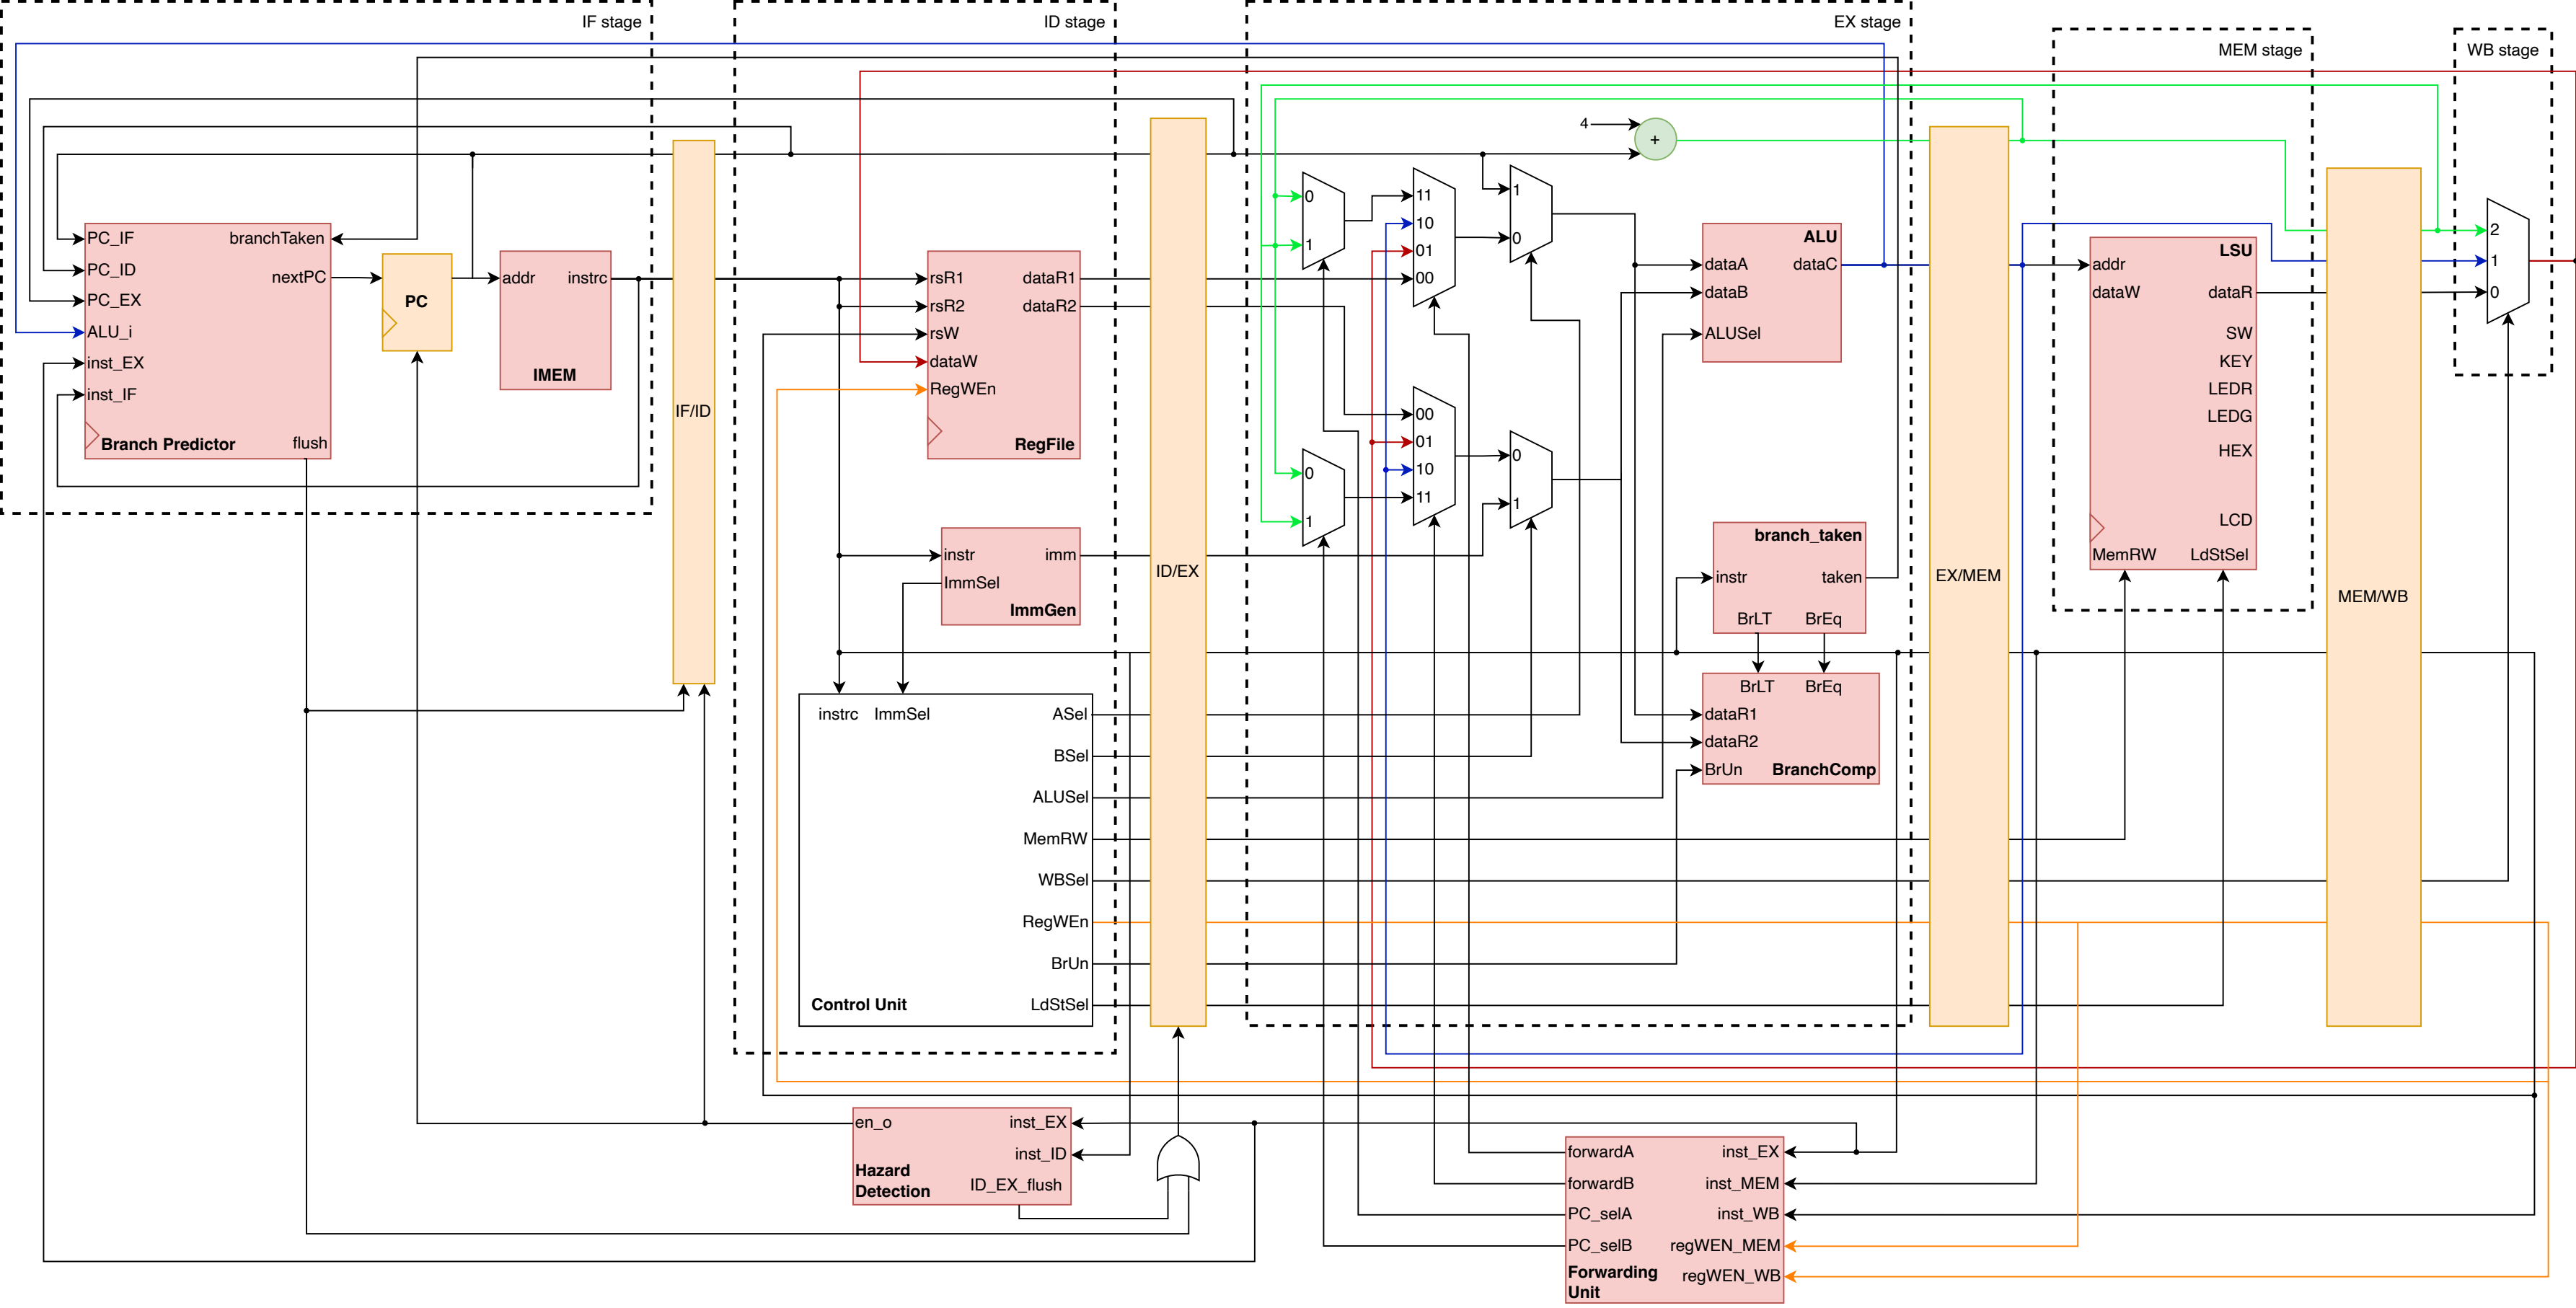 IF stage
ID stage
EX stage
MEM stage
WB stage
PC_IF
branchTaken
PC_ID
nextPC
PC_EX
ALU_i
inst_EX
inst_IF
Branch Predictor
flush
PC
addr
instrc
IMEM
IF/ID
rsR1
dataR1
rsR2
dataR2
rsW
dataW
RegWEn
RegFile
instr
imm
ImmSel
ImmGen
instrc
ImmSel
ASel
BSel
ALUSel
MemRW
WBSel
RegWEn
BrUn
LdStSel
Control Unit
ID/EX
4
+
0
1
11
10
01
00
1
0
00
01
10
11
0
1
0
1
ALU
dataA
dataC
dataB
ALUSel
branch_taken
instr
taken
BrLT
BrEq
BrLT
BrEq
dataR1
dataR2
BrUn
BranchComp
EX/MEM
LSU
addr
dataW
dataR
SW
KEY
LEDR
LEDG
HEX
LCD
MemRW
LdStSel
MEM/WB
2
1
0
en_o
inst_EX
inst_ID
Hazard
Detection
ID_EX_flush
forwardA
inst_EX
forwardB
inst_MEM
PC_selA
inst_WB
PC_selB
regWEN_MEM
Forwarding
Unit
regWEN_WB